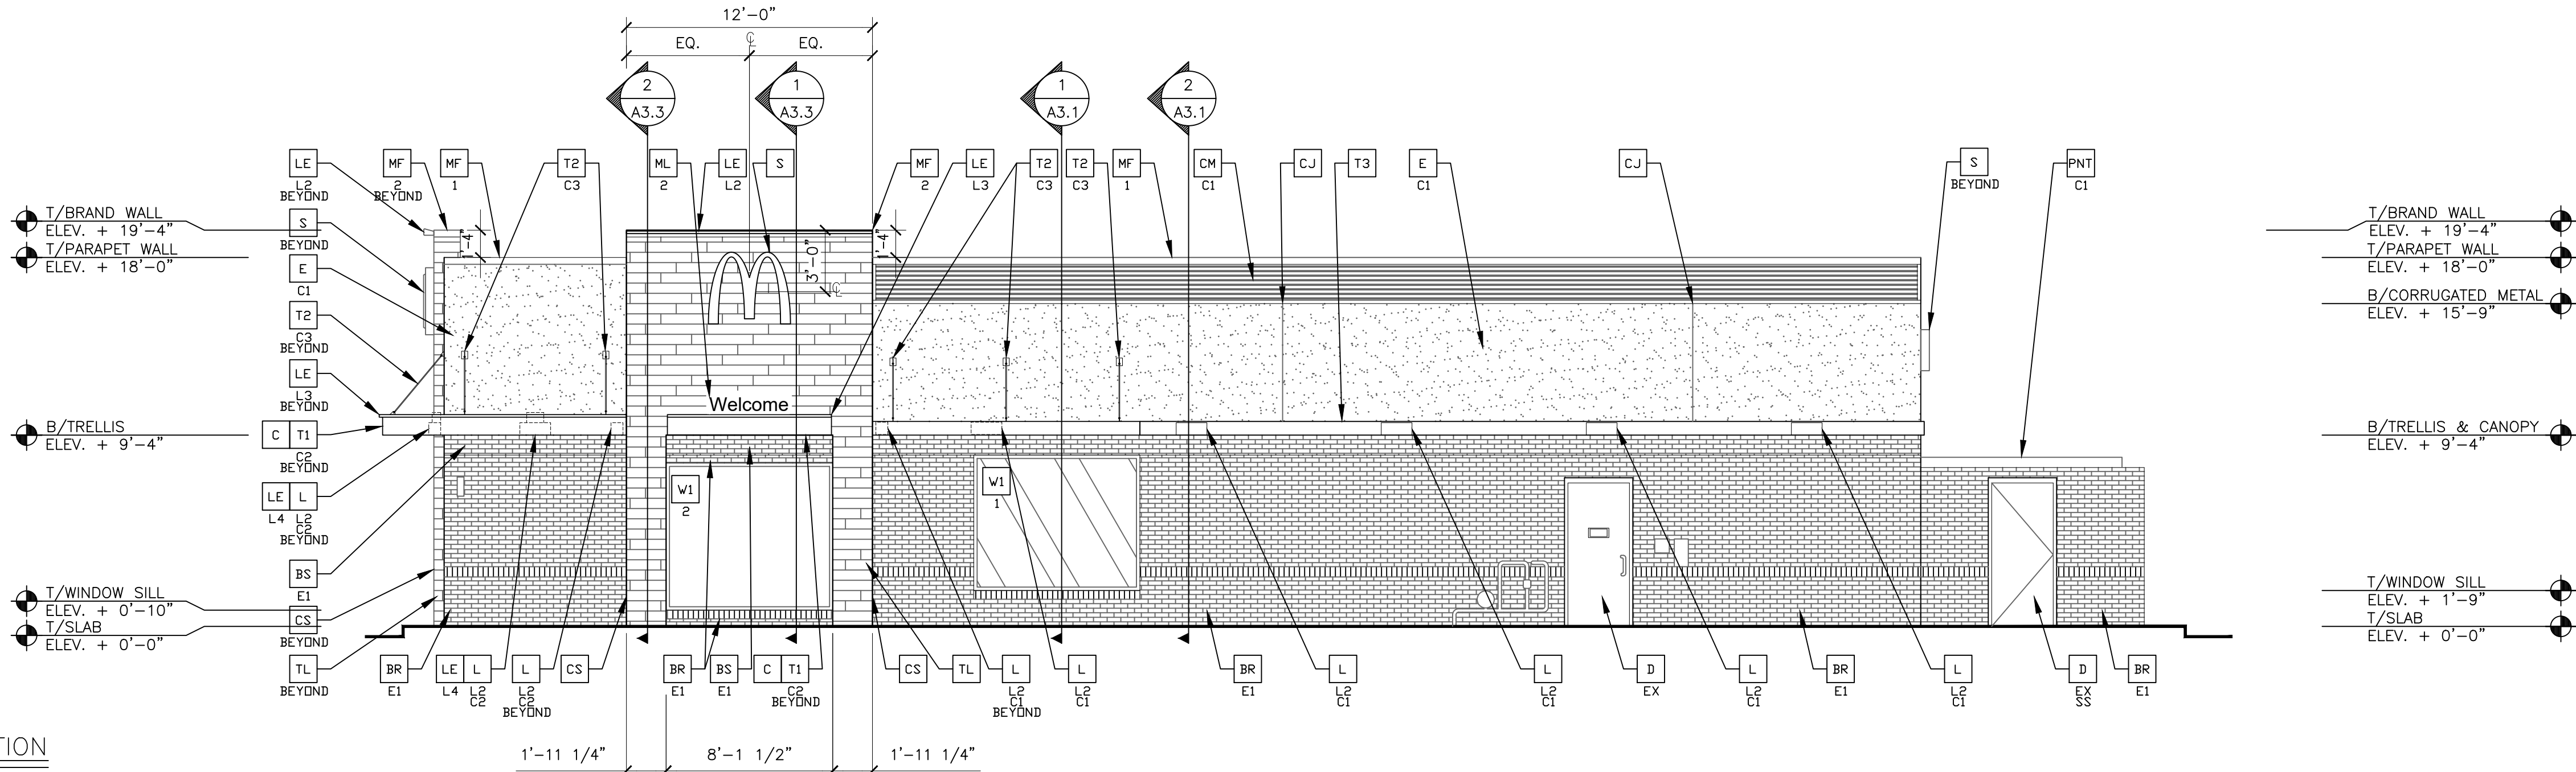 12'-0"
EQ.
℄
EQ.
2
A3.3
1
A3.3
1
A3.1
2
A3.1
LE
L2
BEYOND
MF
2
BEYOND
MF
1
T2
C3
ML
2
LE
L2
S
MF
2
LE
L3
T2
C3
T2
C3
MF
1
CM
C1
CJ
T3
E
C1
CJ
S
BEYOND
PNT
C1
T/BRAND WALL
ELEV. + 19'-4"
T/PARAPET WALL
ELEV. + 18'-0"
S
BEYOND
E
C1
T2
C3
BEYOND
LE
L3
BEYOND
B/TRELLIS
ELEV. + 9'-4"
C T1
C2
BEYOND
LE L
L4 L2
C2
BEYOND
BS
E1
T/WINDOW SILL
ELEV. + 0'-10"
CS
BEYOND
T/SLAB
ELEV. + 0'-0"
TL
BEYOND
1'-4"
3'-0"
℄
1'-4"
Welcome
W1
2
W1
1
T/BRAND WALL
ELEV. + 19'-4"
T/PARAPET WALL
ELEV. + 18'-0"
B/CORRUGATED METAL
ELEV. + 15'-9"
B/TRELLIS & CANOPY
ELEV. + 9'-4"
T/WINDOW SILL
ELEV. + 1'-9"
T/SLAB
ELEV. + 0'-0"
BR
E1
LE L
L4 L2
C2
L
L2
C2
BEYOND
CS
BR
E1
BS
E1
C T1
C2
BEYOND
CS
TL
L
L2
C1
BEYOND
L
L2
C1
BR
E1
L
L2
C1
L
L2
C1
D
EX
L
L2
C1
BR
E1
L
L2
C1
D
EX
SS
BR
E1
TION
1'-11 1/4"
8'-1 1/2"
1'-11 1/4"